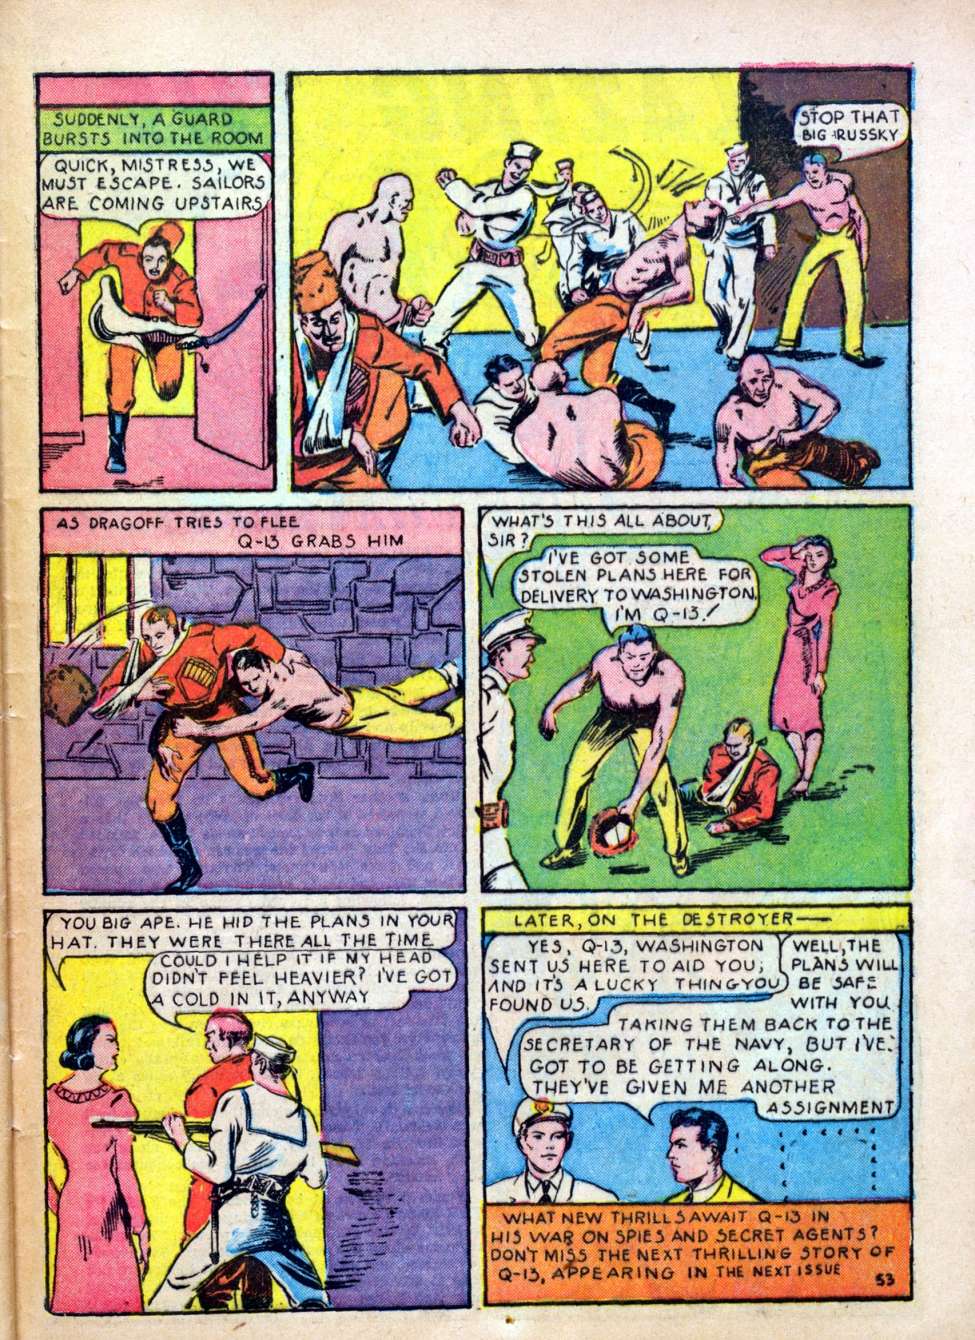 SUDDENLY, A GUARD
BURSTS INTO THE ROOM
QUICK, MISTRESS, WE
MUST ESCAPE. SAILORS
ARE COMING UPSTAIRS
STOP THAT
BIG RUSSKY
AS DRAGOFF TRIES TO FLEE
Q-13 GRABS HIM
WHAT'S THIS ALL ABOUT,
SIR?
I'VE GOT SOME
STOLEN PLANS HERE FOR
DELIVERY TO WASHINGTON.
I'M Q-13!
YOU BIG APE. HE HID THE PLANS IN YOUR
HAT. THEY WERE THERE ALL THE TIME
COULD I HELP IT IF MY HEAD
DIDN'T FEEL HEAVIER? I'VE GOT
A COLD IN IT, ANYWAY
LATER, ON THE DESTROYER—
YES, Q-13, WASHINGTON
SENT US HERE TO AID YOU;
AND IT'S A LUCKY THING YOU
FOUND US.
WELL, THE
PLANS WILL
BE SAFE
WITH YOU
TAKING THEM BACK TO THE
SECRETARY OF THE NAVY, BUT I'VE
GOT TO BE GETTING ALONG.
THEY'VE GIVEN ME ANOTHER
ASSIGNMENT
WHAT NEW THRILLS AWAIT Q-13 IN
HIS WAR ON SPIES AND SECRET AGENTS?
DON'T MISS THE NEXT THRILLING STORY OF
Q-13, APPEARING IN THE NEXT ISSUE
53